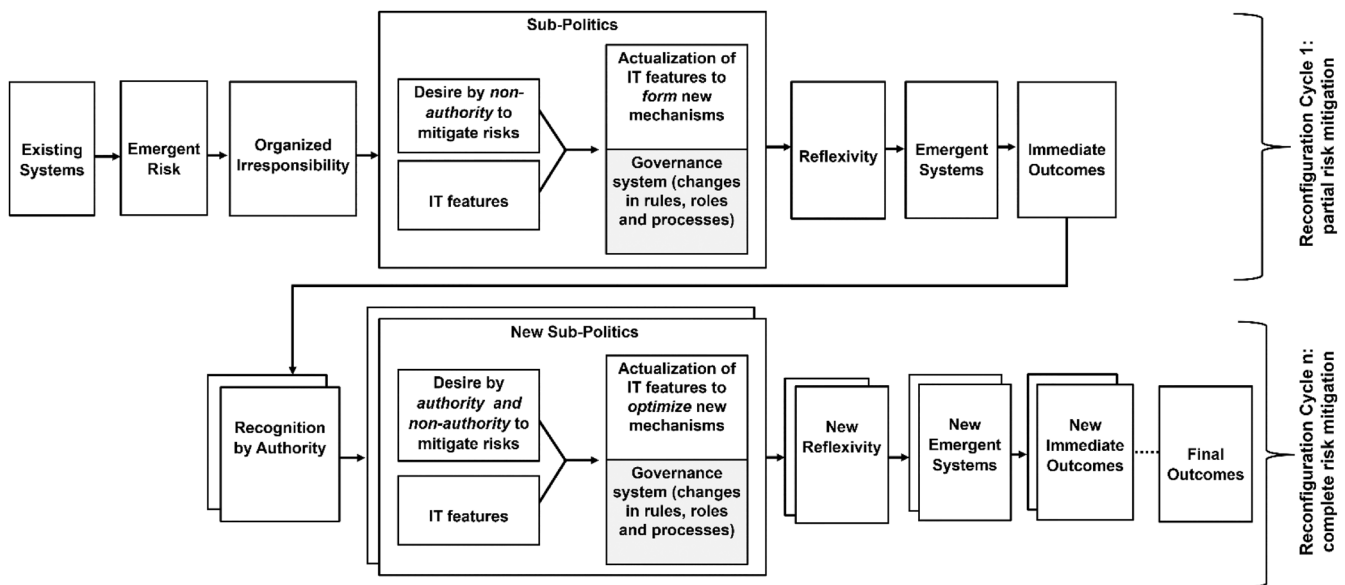 Sub-Politics
Existing
Systems
Emergent
Risk
Organized
Irresponsibility
Desire by non-
authority to
mitigate risks
IT features
Actualization of
IT features to
form new
mechanisms
Governance
system (changes
in rules, roles
and processes)
Reflexivity
Emergent
Systems
Immediate
Outcomes
Reconfiguration Cycle 1:
partial risk mitigation
New Sub-Politics
Recognition
by Authority
Desire by
authority and
non-authority to
mitigate risks
IT features
Actualization of
IT features to
optimize new
mechanisms
Governance
system (changes
in rules, roles
and processes)
New
Reflexivity
New
Emergent
Systems
New
Immediate
Outcomes
Final
Outcomes
Reconfiguration Cycle n:
complete risk mitigation